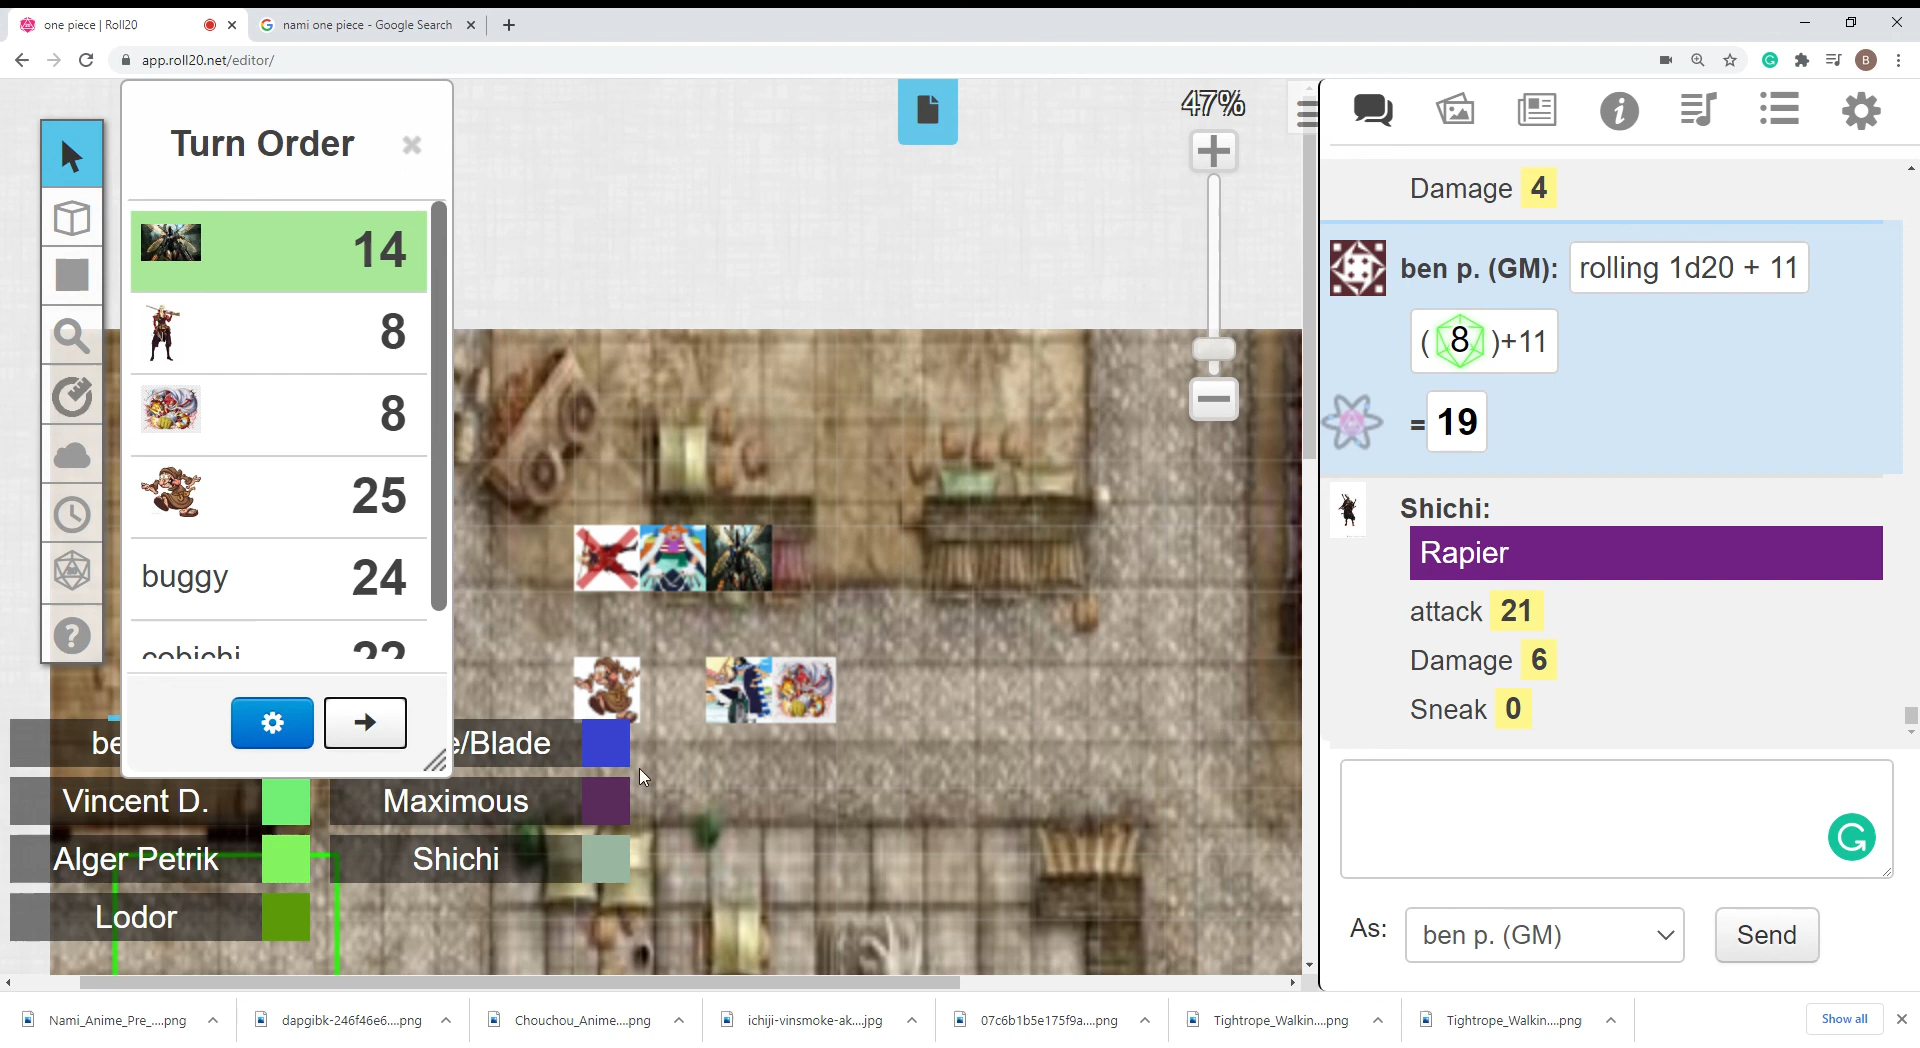 one piece | Roll20
nami one piece - Google Search
app.roll20.net/editor/
B
Turn Order
14
8
8
25
buggy 24
cobichi 22
47%
Damage 4
ben p. (GM): rolling 1d20 + 11
(8)+11
= 19
Shichi:
Rapier
attack 21
Damage 6
Sneak 0
be
e/Blade
Vincent D.
Maximous
Alger Petrik
Shichi
Lodor
As: ben p. (GM) Send
Nami_Anime_Pre_....png
dapgibk-246f46e6....png
Chouchou_Anime....png
ichiji-vinsmoke-ak....jpg
07c6b1b5e175f9a....png
Tightrope_Walkin....png
Tightrope_Walkin....png
Show all